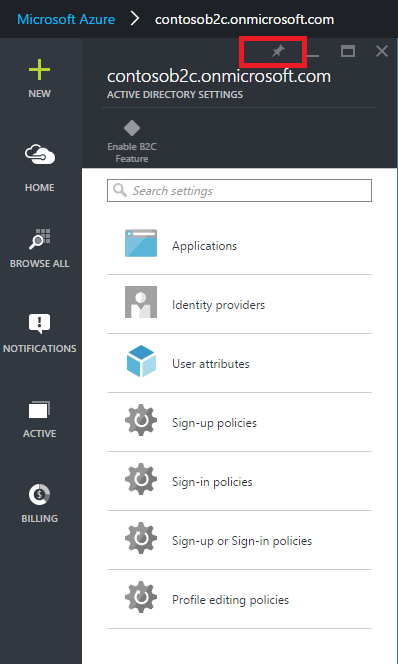 Microsoft Azure > contosob2c.onmicrosoft.com
contosob2c.onmicrosoft.com
ACTIVE DIRECTORY SETTINGS
NEW
Enable B2C
Feature
HOME
Search settings
BROWSE ALL
Applications
Identity providers
NOTIFICATIONS
User attributes
ACTIVE
Sign-up policies
Sign-in policies
BILLING
Sign-up or Sign-in policies
Profile editing policies